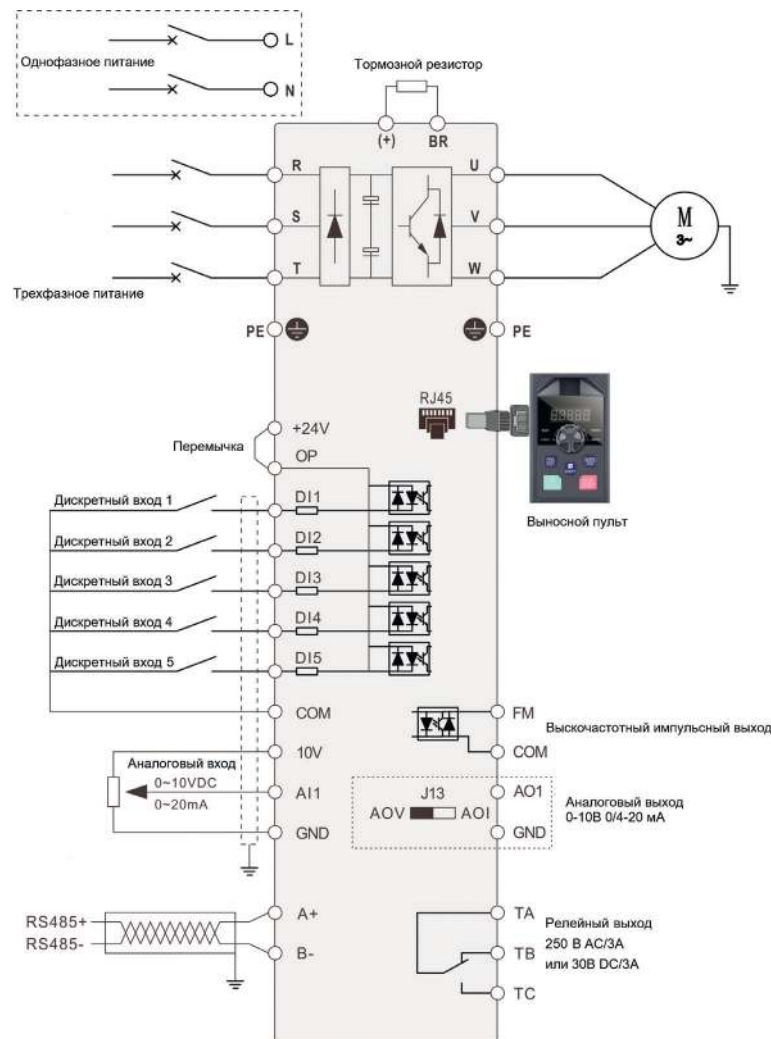 L
Однофазное питание
N
Тормозной резистор
(+)
BR
R
U
S
V
M
3~
T
W
Трехфазное питание
PE
PE
RJ45
+24V
Перемычка
OP
Дискретный вход 1
DI1
Выносной пульт
Дискретный вход 2
DI2
Дискретный вход 3
DI3
Дискретный вход 4
DI4
Дискретный вход 5
DI5
COM
FM
Выскочастотный импульсный выход
COM
10V
Аналоговый вход
0~10VDC
0~20mA
AI1
J13
AOV
AOI
AO1
Аналоговый выход
0-10В 0/4-20 мА
GND
GND
RS485+
RS485-
A+
B-
TA
Релейный выход
250 В AC/3А
или 30В DC/3А
TB
TC